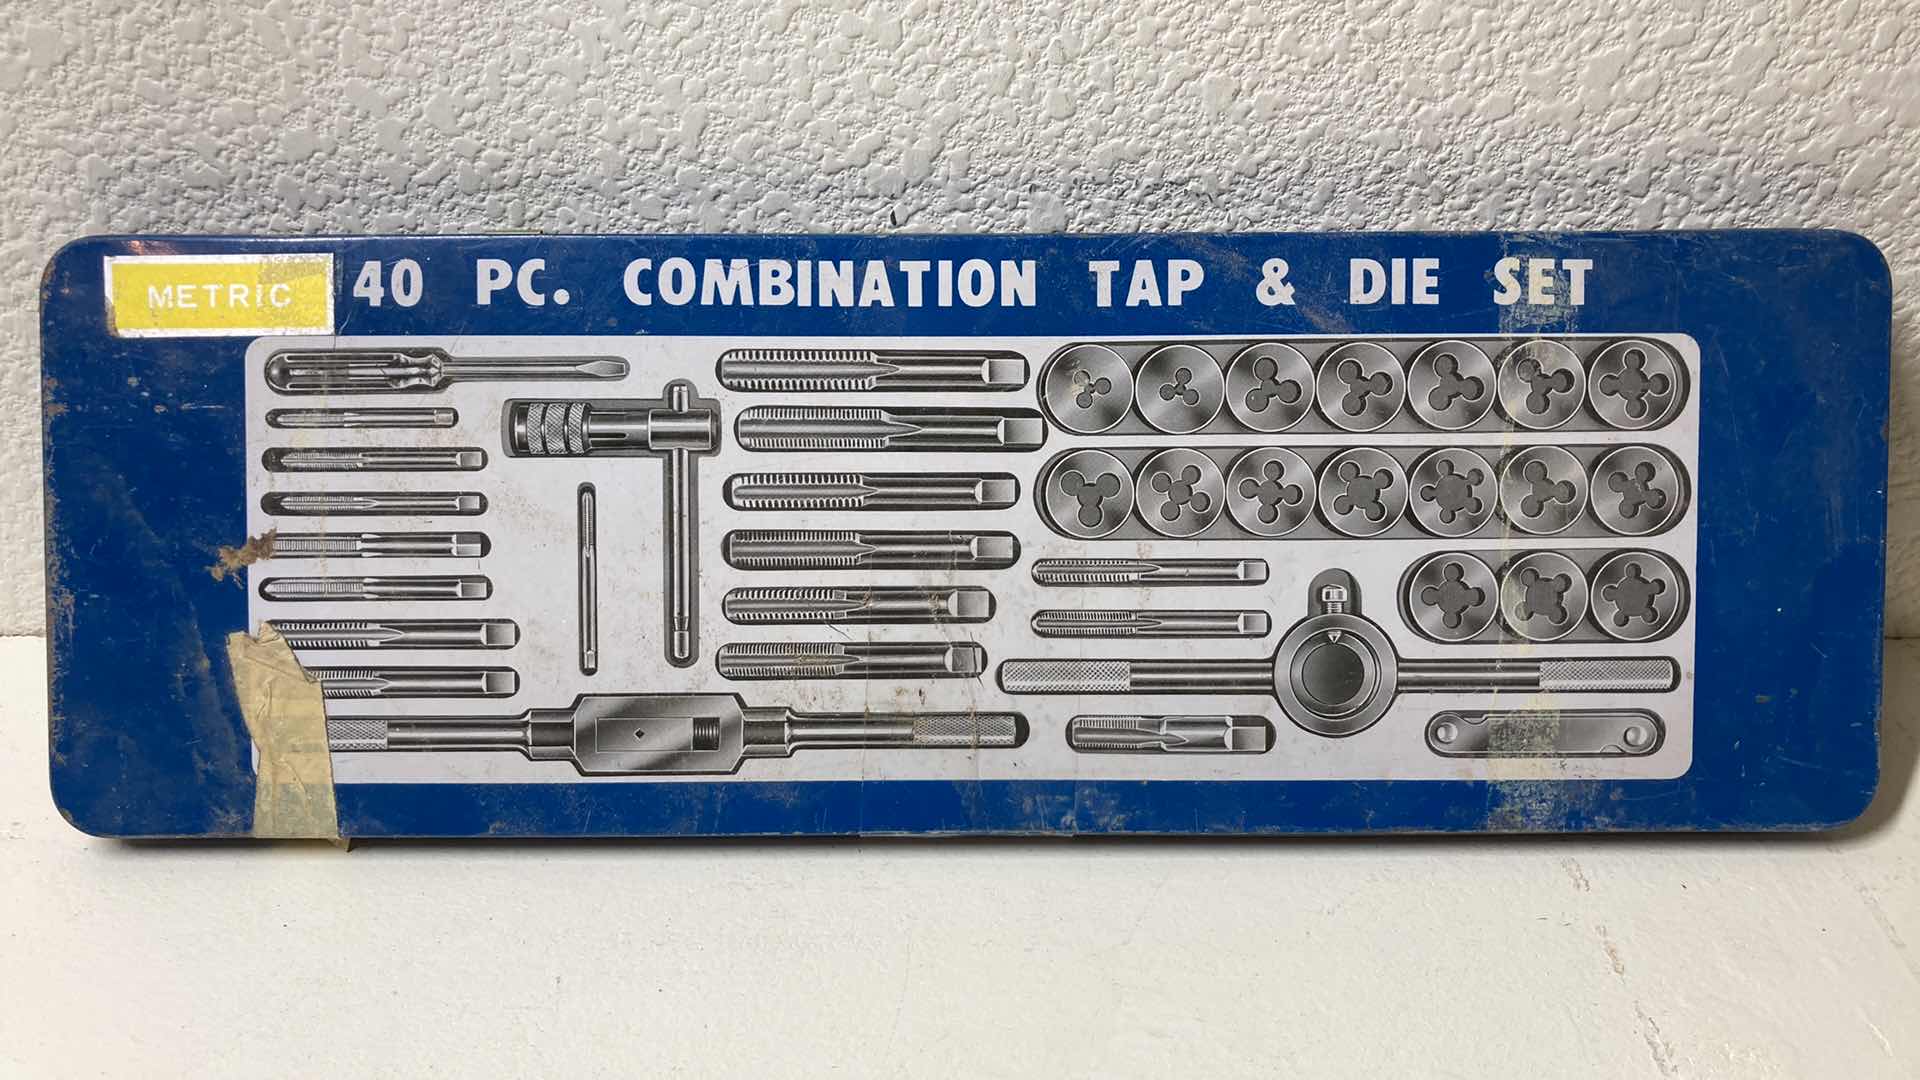 METRIC 40 PC. COMBINATION TAP & DIE SET